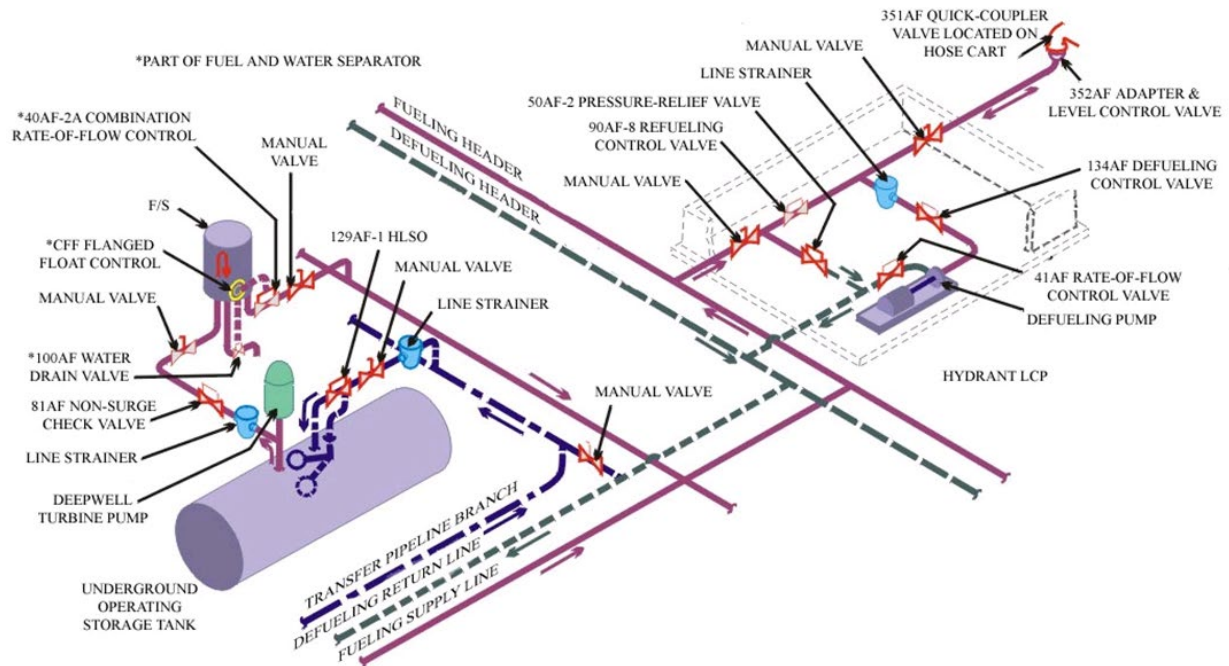 351AF QUICK-COUPLER
VALVE LOCATED ON
HOSE CART
MANUAL VALVE
*PART OF FUEL AND WATER SEPARATOR
LINE STRAINER
352AF ADAPTER &
LEVEL CONTROL VALVE
50AF-2 PRESSURE-RELIEF VALVE
*40AF-2A COMBINATION
RATE-OF-FLOW CONTROL
FUELING HEADER
DEFUELING HEADER
90AF-8 REFUELING
CONTROL VALVE
MANUAL
VALVE
134AF DEFUELING
CONTROL VALVE
MANUAL VALVE
F/S
129AF-1 HLSO
*CFF FLANGED
FLOAT CONTROL
MANUAL VALVE
41AF RATE-OF-FLOW
CONTROL VALVE
MANUAL VALVE
LINE STRAINER
DEFUELING PUMP
*100AF WATER
DRAIN VALVE
HYDRANT LCP
MANUAL VALVE
81AF NON-SURGE
CHECK VALVE
LINE STRAINER
DEEPWELL
TURBINE PUMP
TRANSFER PIPELINE BRANCH
DEFUELING RETURN LINE
FUELING SUPPLY LINE
UNDERGROUND
OPERATING
STORAGE TANK